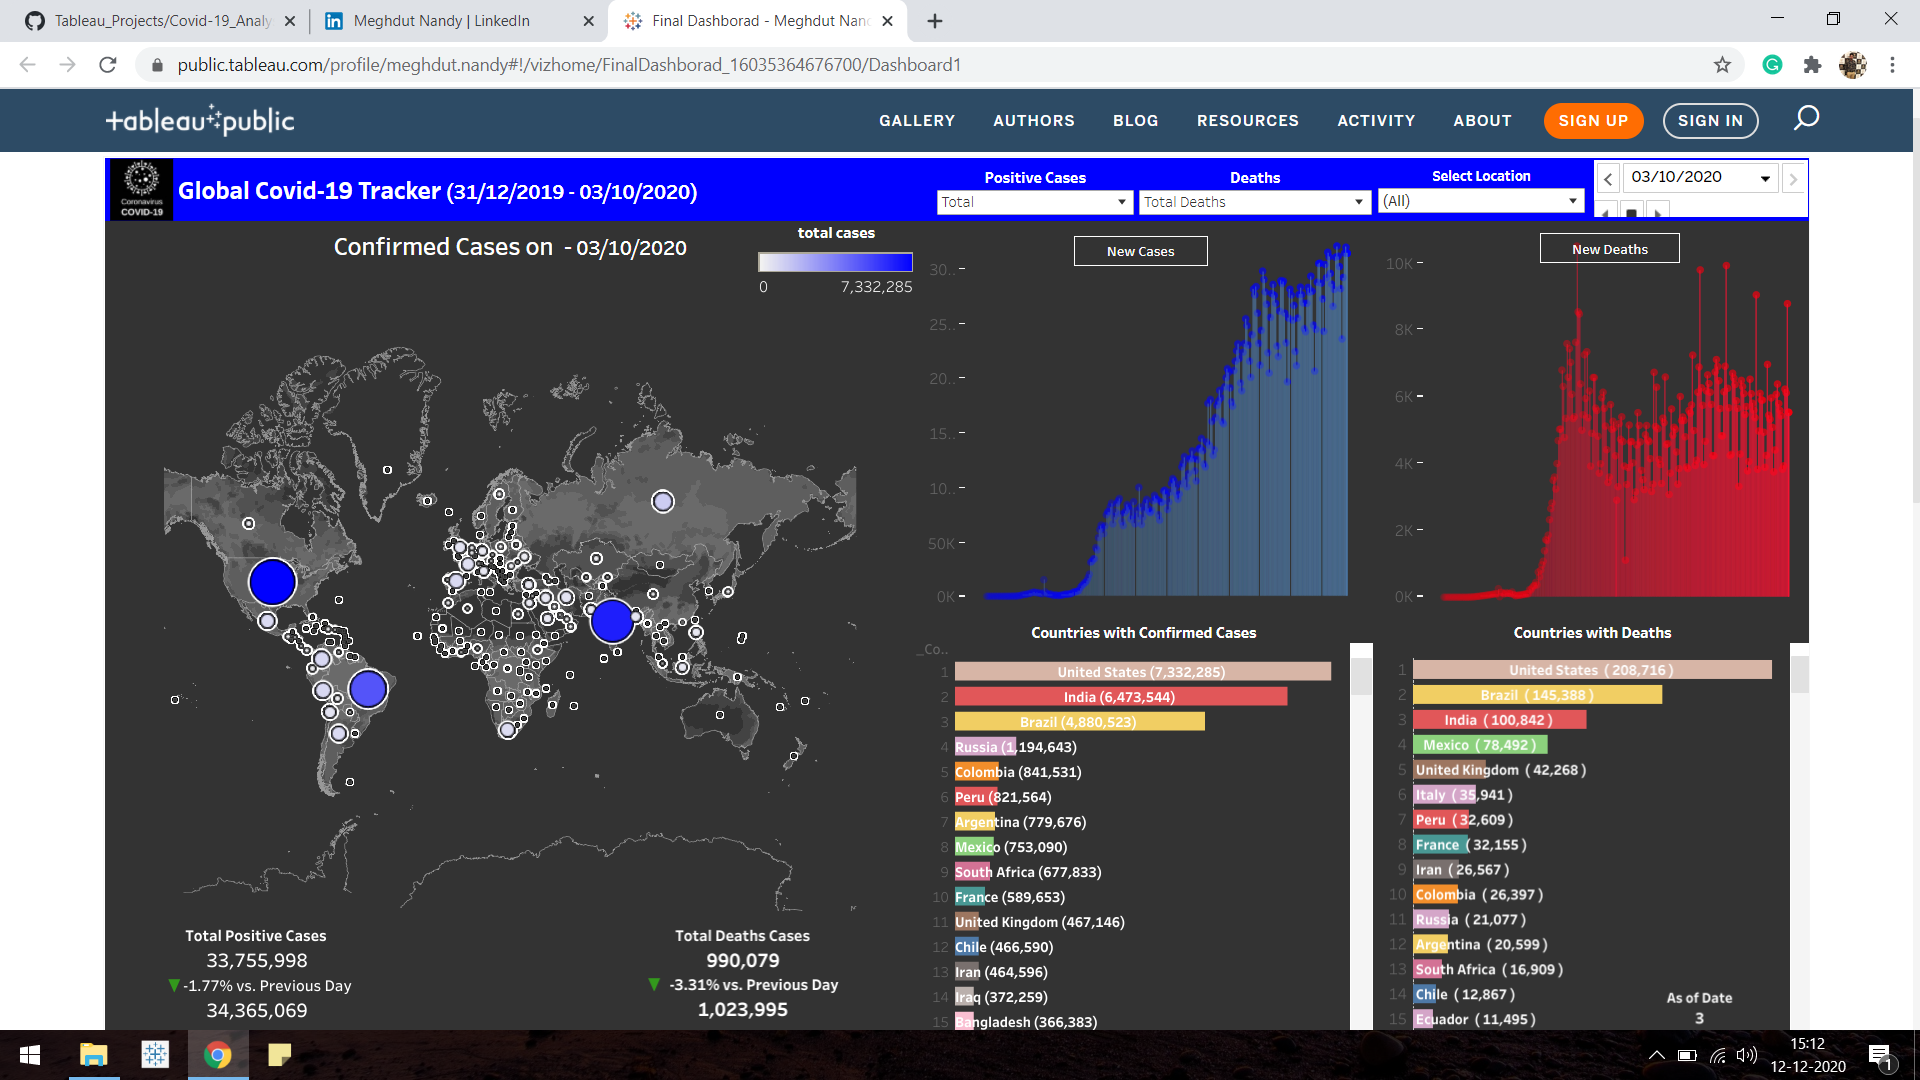 Tableau_Projects/Covid-19_Analy
Meghdut Nandy | LinkedIn
Final Dashborad - Meghdut Nand
public.tableau.com/profile/meghdut.nandy#!/vizhome/FinalDashborad_16035364676700/Dashboard1
+ableau public
GALLERY
AUTHORS
BLOG
RESOURCES
ACTIVITY
ABOUT
SIGN UP
SIGN IN
Coronavirus
COVID-19
Global Covid-19 Tracker (31/12/2019 - 03/10/2020)
Positive Cases
Total
Deaths
Total Deaths
Select Location
(All)
03/10/2020
Confirmed Cases on - 03/10/2020
total cases
0
7,332,285
New Cases
30..
25..
20..
15..
10..
50K
0K
New Deaths
10K
8K
6K
4K
2K
0K
Countries with Confirmed Cases
_Co..
1 United States (7,332,285)
2 India (6,473,544)
3 Brazil (4,880,523)
4 Russia (1,194,643)
5 Colombia (841,531)
6 Peru (821,564)
7 Argentina (779,676)
8 Mexico (753,090)
9 South Africa (677,833)
10 France (589,653)
11 United Kingdom (467,146)
12 Chile (466,590)
13 Iran (464,596)
14 Iraq (372,259)
15 Bangladesh (366,383)
Countries with Deaths
1 United States ( 208,716 )
2 Brazil ( 145,388 )
3 India ( 100,842 )
4 Mexico ( 78,492 )
5 United Kingdom ( 42,268 )
6 Italy ( 35,941 )
7 Peru ( 32,609 )
8 France ( 32,155 )
9 Iran ( 26,567 )
10 Colombia ( 26,397 )
11 Russia ( 21,077 )
12 Argentina ( 20,599 )
13 South Africa ( 16,909 )
14 Chile ( 12,867 )
15 Ecuador ( 11,495 )
As of Date
3
Total Positive Cases
33,755,998
▼-1.77% vs. Previous Day
34,365,069
Total Deaths Cases
990,079
▼ -3.31% vs. Previous Day
1,023,995
15:12
12-12-2020
1